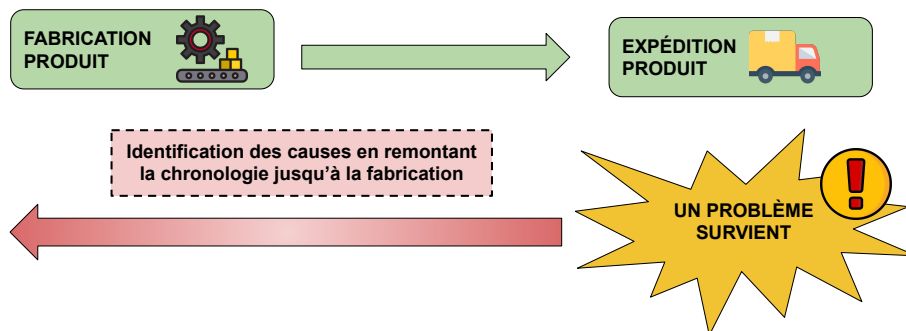 FABRICATION
PRODUIT
EXPÉDITION
PRODUIT
Identification des causes en remontant
la chronologie jusqu'à la fabrication
UN PROBLÈME
SURVIENT